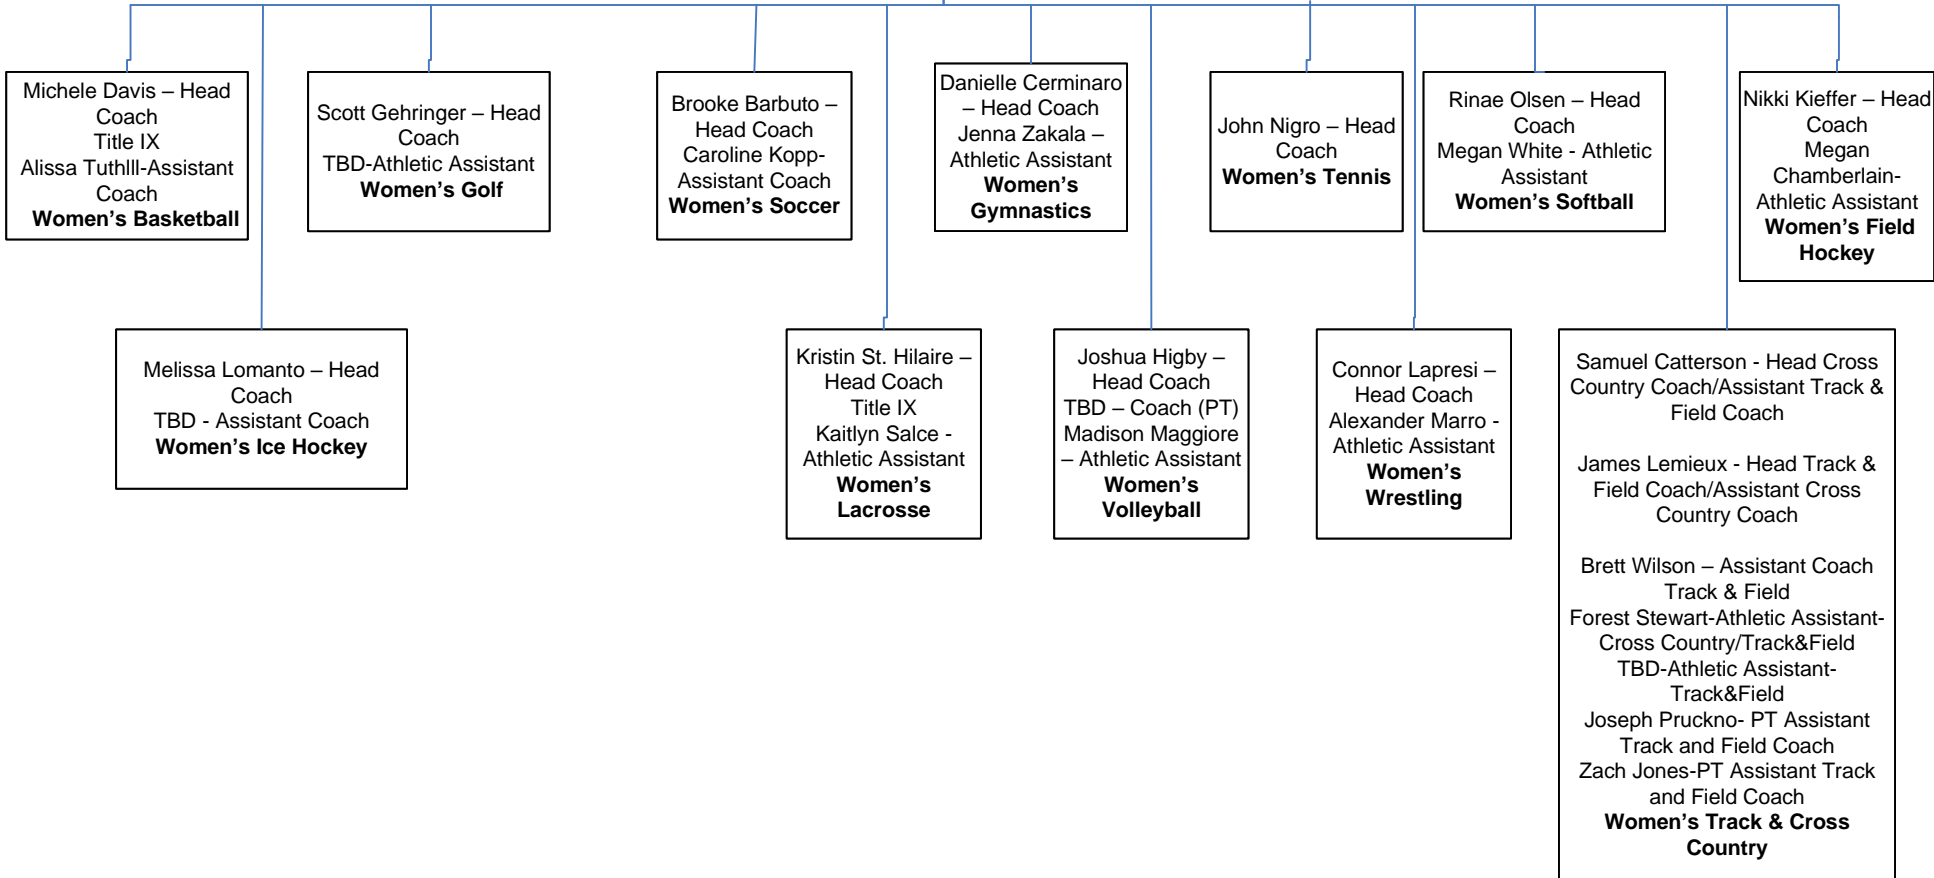 Michele Davis – Head
Coach
Title IX
Alissa Tuthlll-Assistant
Coach
Women's Basketball
Scott Gehringer – Head
Coach
TBD-Athletic Assistant
Women's Golf
Brooke Barbuto –
Head Coach
Caroline Kopp-
Assistant Coach
Women's Soccer
Danielle Cerminaro
– Head Coach
Jenna Zakala –
Athletic Assistant
Women's
Gymnastics
John Nigro – Head
Coach
Women's Tennis
Rinae Olsen – Head
Coach
Megan White - Athletic
Assistant
Women's Softball
Nikki Kieffer – Head
Coach
Megan
Chamberlain-
Athletic Assistant
Women's Field
Hockey
Melissa Lomanto – Head
Coach
TBD - Assistant Coach
Women's Ice Hockey
Kristin St. Hilaire –
Head Coach
Title IX
Kaitlyn Salce -
Athletic Assistant
Women's
Lacrosse
Joshua Higby –
Head Coach
TBD – Coach (PT)
Madison Maggiore
– Athletic Assistant
Women's
Volleyball
Connor Lapresi –
Head Coach
Alexander Marro -
Athletic Assistant
Women's
Wrestling
Samuel Catterson - Head Cross
Country Coach/Assistant Track &
Field Coach
James Lemieux - Head Track &
Field Coach/Assistant Cross
Country Coach
Brett Wilson – Assistant Coach
Track & Field
Forest Stewart-Athletic Assistant-
Cross Country/Track&Field
TBD-Athletic Assistant-
Track&Field
Joseph Pruckno- PT Assistant
Track and Field Coach
Zach Jones-PT Assistant Track
and Field Coach
Women's Track & Cross
Country